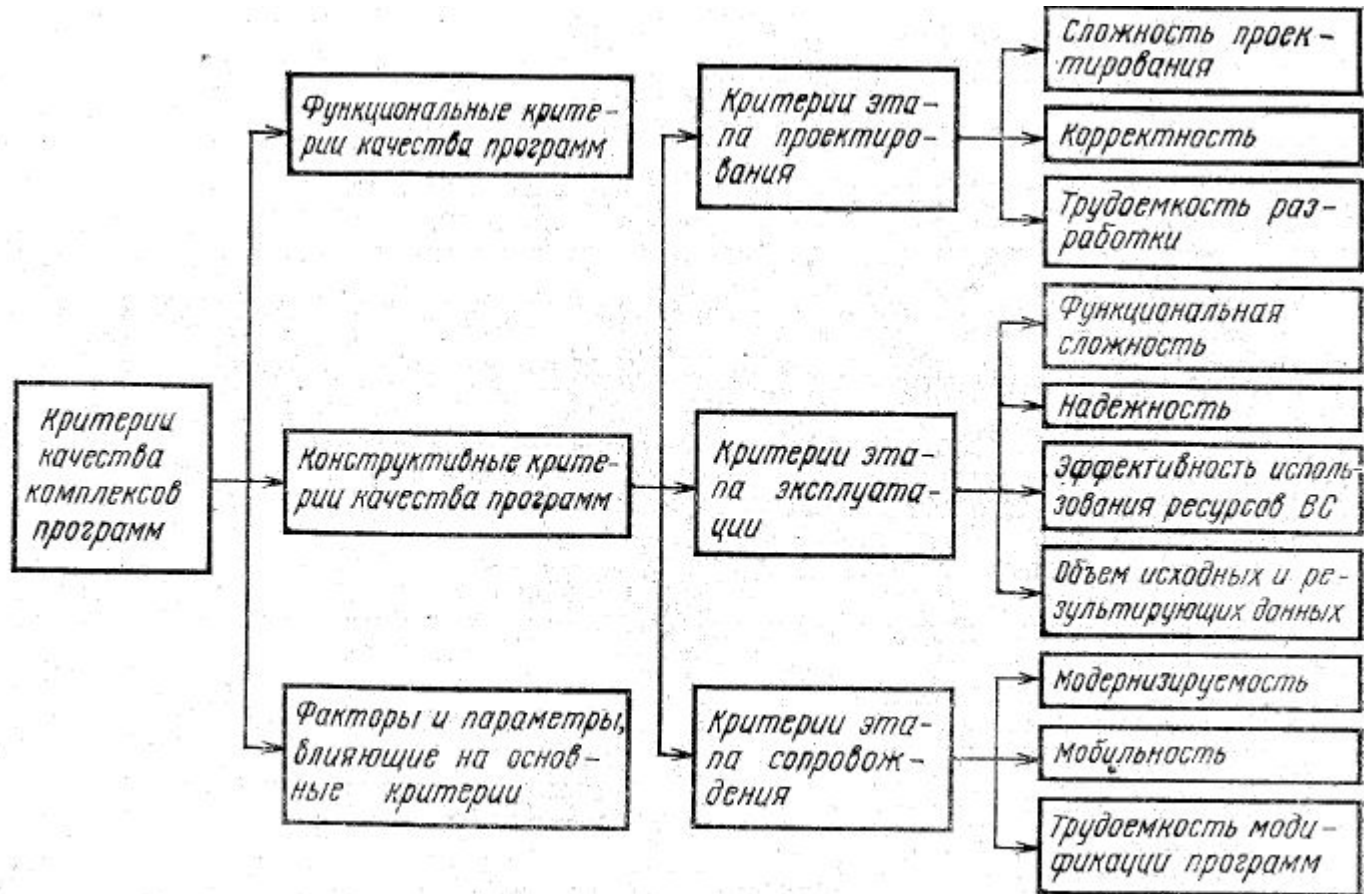 Критерии
качества
комплексов
программ
Функциональные крите-
рии качества программ
Конструктивные крите-
рии качества программ
Факторы и параметры,
влияющие на основ-
ные критерии
Критерии эта-
па проектиро-
вания
Критерии эта-
па эксплуата-
ции
Критерии эта-
па сопровож-
дения
Сложность проек-
тирования
Корректность
Трудоемкость раз-
работки
Функциональная
сложность
Надежность
Эффективность исполь-
зования ресурсов ВС
Объем исходных и ре-
зультирующих данных
Модернизируемость
Мобильность
Трудоемкость моди-
фикации программ